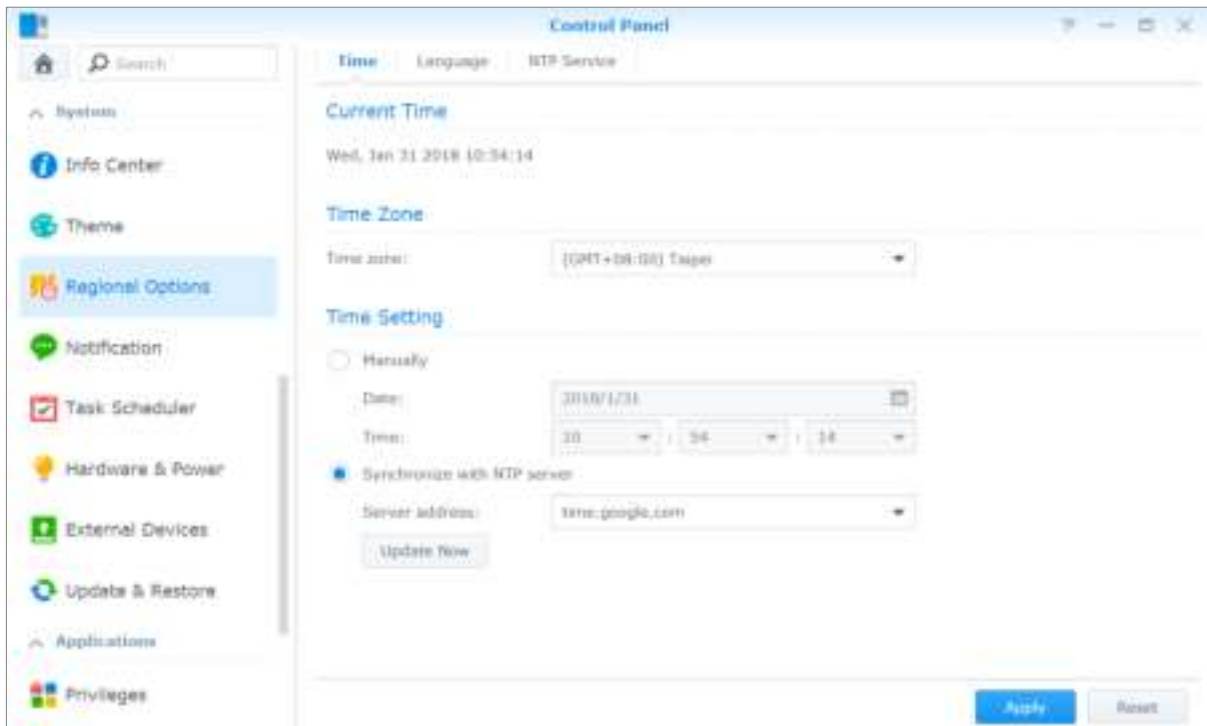 Control Panel
Search
Time Language NTP Service
System
Info Center
Theme
Regional Options
Notification
Task Scheduler
Hardware & Power
External Devices
Update & Restore
Applications
Privileges
Current Time
Wed, Jan 31 2018 10:54:14
Time Zone
Time zone: (GMT+08:00) Taipei
Time Setting
Manually
Date: 2018/1/31
Time: 10 : 54 : 14
Synchronize with NTP server
Server address: time.google.com
Update Now
Apply Reset